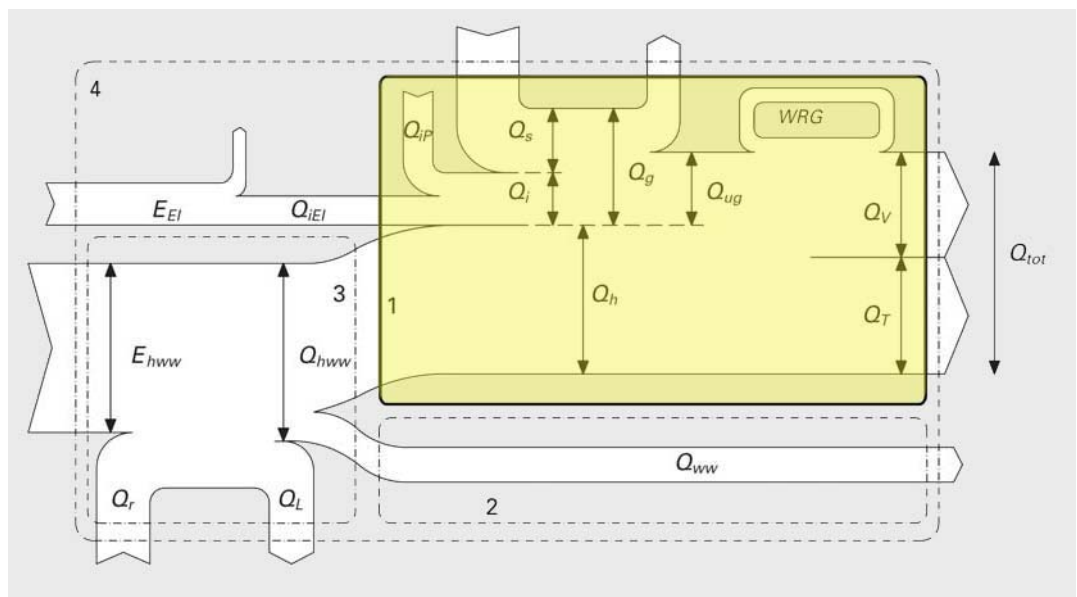 4
WRG
Q_iP
Q_s
Q_g
Q_i
Q_ug
Q_V
E_El
Q_iEl
Q_tot
3
1
Q_h
Q_T
E_hww
Q_hww
Q_ww
Q_r
Q_L
2